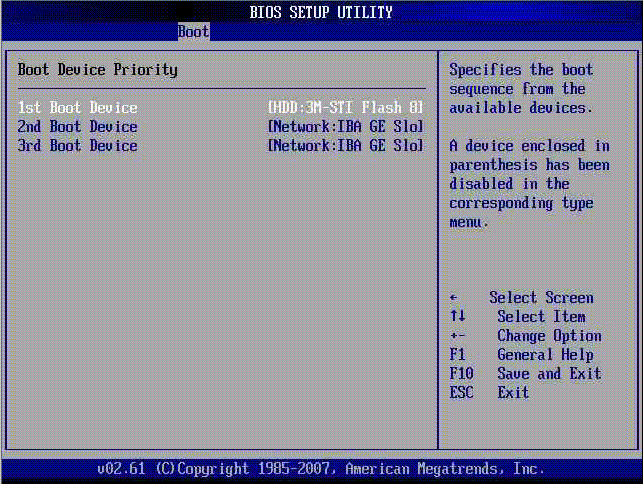 BIOS SETUP UTILITY
Boot
Boot Device Priority
1st Boot Device [HDD:3M-STI Flash 8]
2nd Boot Device [Network:IBA GE Slo]
3rd Boot Device [Network:IBA GE Slo]
Specifies the boot
sequence from the
available devices.
A device enclosed in
parenthesis has been
disabled in the
corresponding type
menu.
← Select Screen
↑↓ Select Item
+- Change Option
F1 General Help
F10 Save and Exit
ESC Exit
v02.61 (C)Copyright 1985-2007, American Megatrends, Inc.